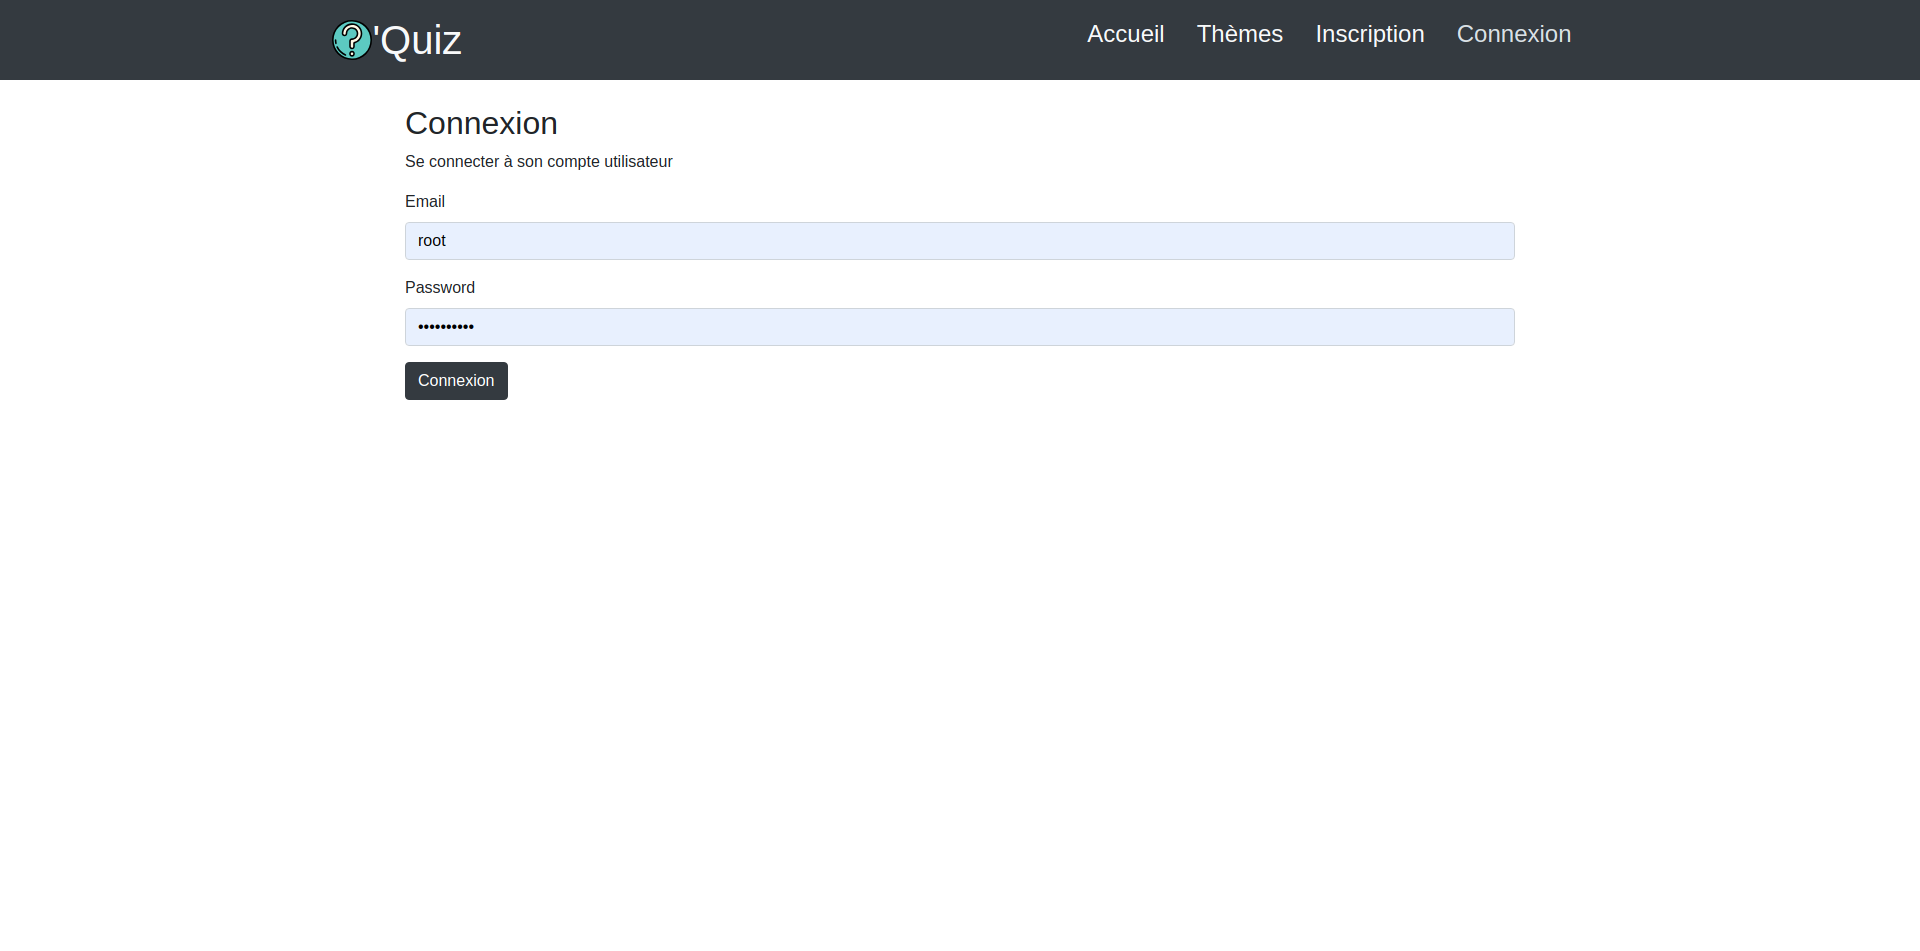 ?'Quiz
Accueil Thèmes Inscription Connexion
Connexion
Se connecter à son compte utilisateur
Email
root
Password
••••••••••
Connexion